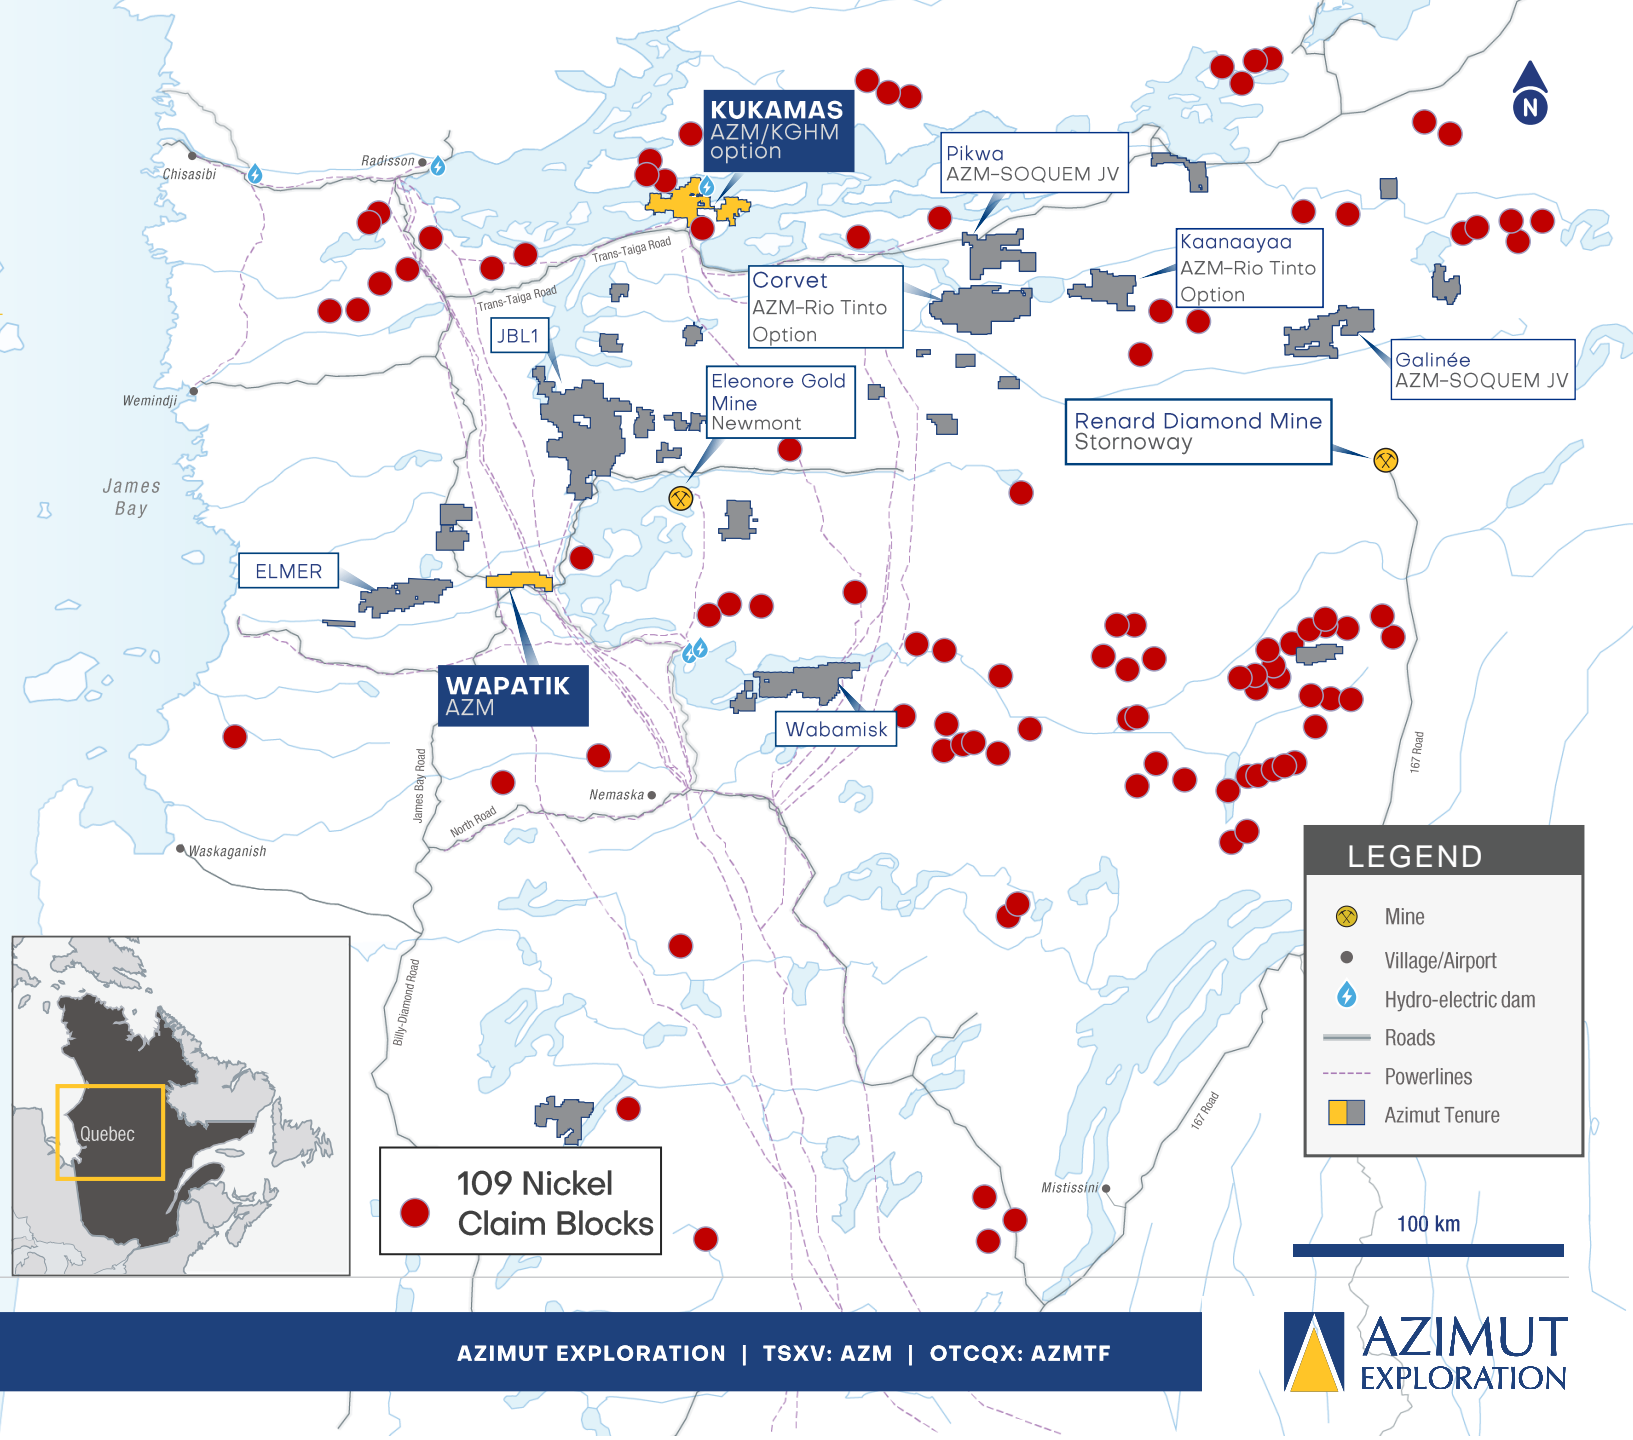 N
KUKAMAS
AZM/KGHM
option
Pikwa
AZM-SOQUEM JV
Radisson
Chisasibi
Kaanaayaa
AZM-Rio Tinto
Option
Trans-Taiga Road
Trans-Taiga Road
Corvet
AZM-Rio Tinto
Option
JBL1
Galinée
AZM-SOQUEM JV
Eleonore Gold
Mine
Newmont
Wemindji
Renard Diamond Mine
Stornoway
James
Bay
ELMER
WAPATIK
AZM
Wabamisk
James Bay Road
167 Road
Nemaska
North Road
Waskaganish
LEGEND
Mine
Village/Airport
Hydro-electric dam
Roads
Powerlines
Azimut Tenure
Billy-Diamond Road
Quebec
167 Road
109 Nickel
Claim Blocks
Mistissini
100 km
AZIMUT EXPLORATION | TSXV: AZM | OTCQX: AZMTF
AZIMUT
EXPLORATION